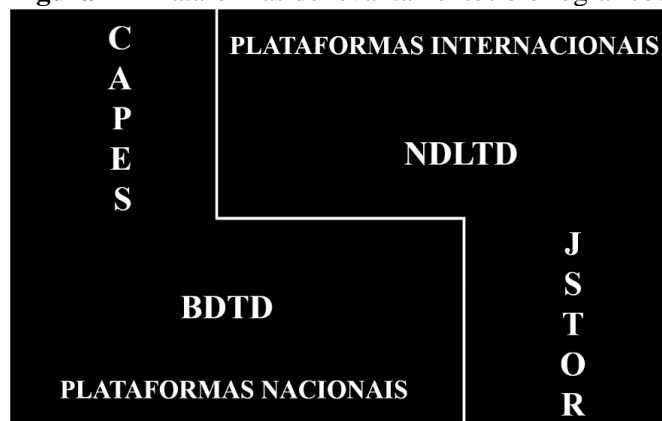 C
A
P
E
S
PLATAFORMAS INTERNACIONAIS
NDLTD
BDTD
PLATAFORMAS NACIONAIS
J
S
T
O
R